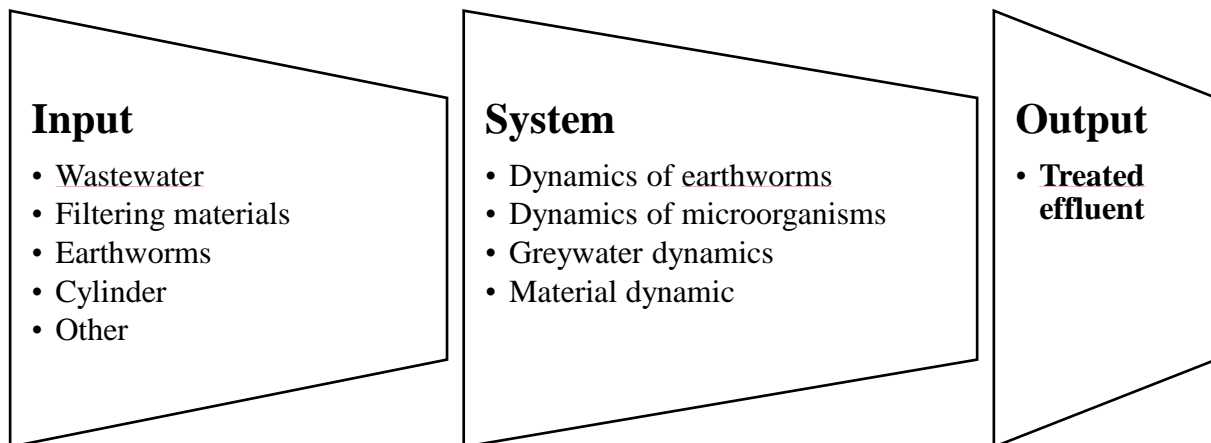 Input
• Wastewater
• Filtering materials
• Earthworms
• Cylinder
• Other
System
• Dynamics of earthworms
• Dynamics of microorganisms
• Greywater dynamics
• Material dynamic
Output
• Treated
effluent